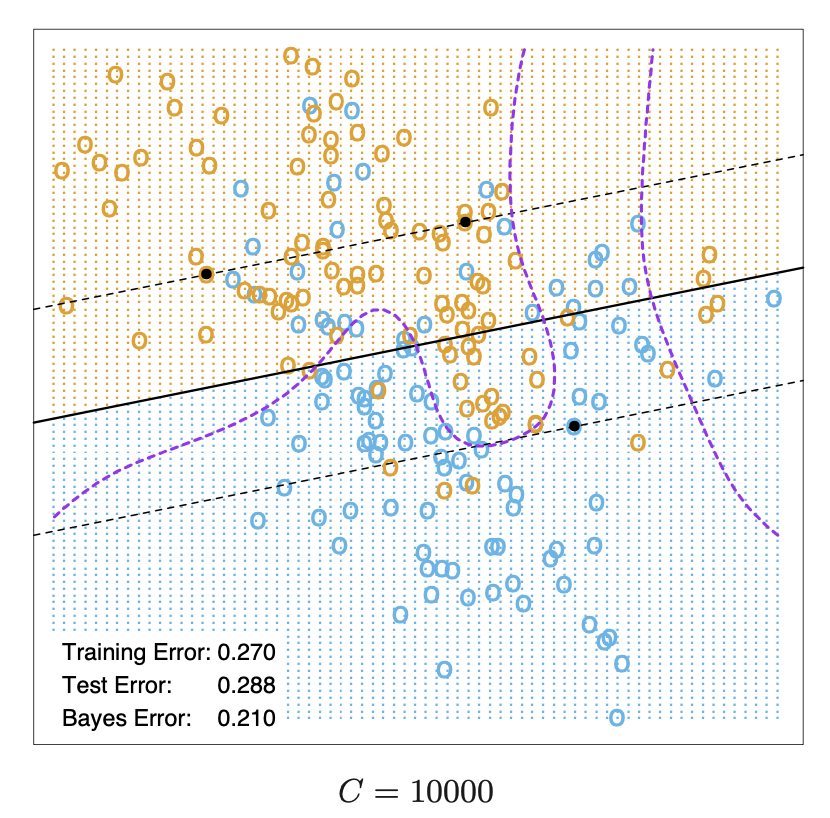 Training Error: 0.270
Test Error: 0.288
Bayes Error: 0.210
C = 10000